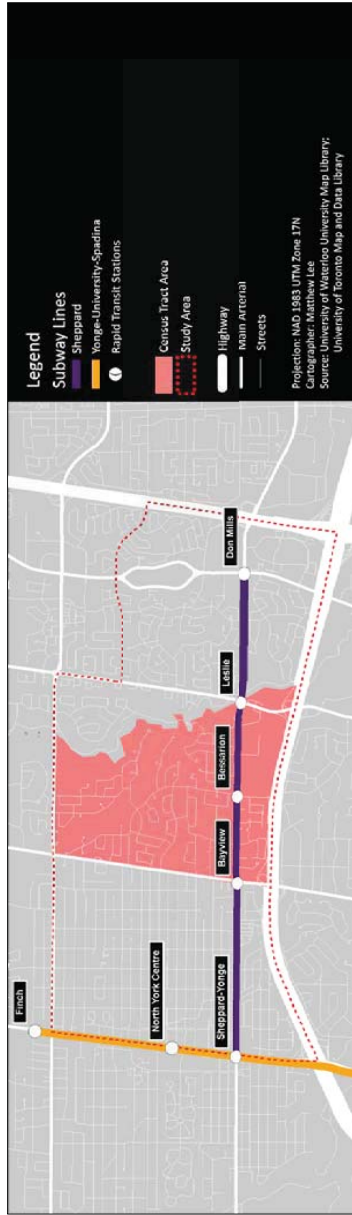 Finch
North York Centre
Sheppard-Yonge
Bayview
Bessarion
Leslie
Don Mills
Legend
Subway Lines
Sheppard
Yonge-University-Spadina
Rapid Transit Stations
Census Tract Area
Study Area
Highway
Main Arterial
Streets
Projection: NAD 1983 UTM Zone 17N
Cartographer: Matthew Lee
Source: University of Waterloo University Map Library;
University of Toronto Map and Data Library